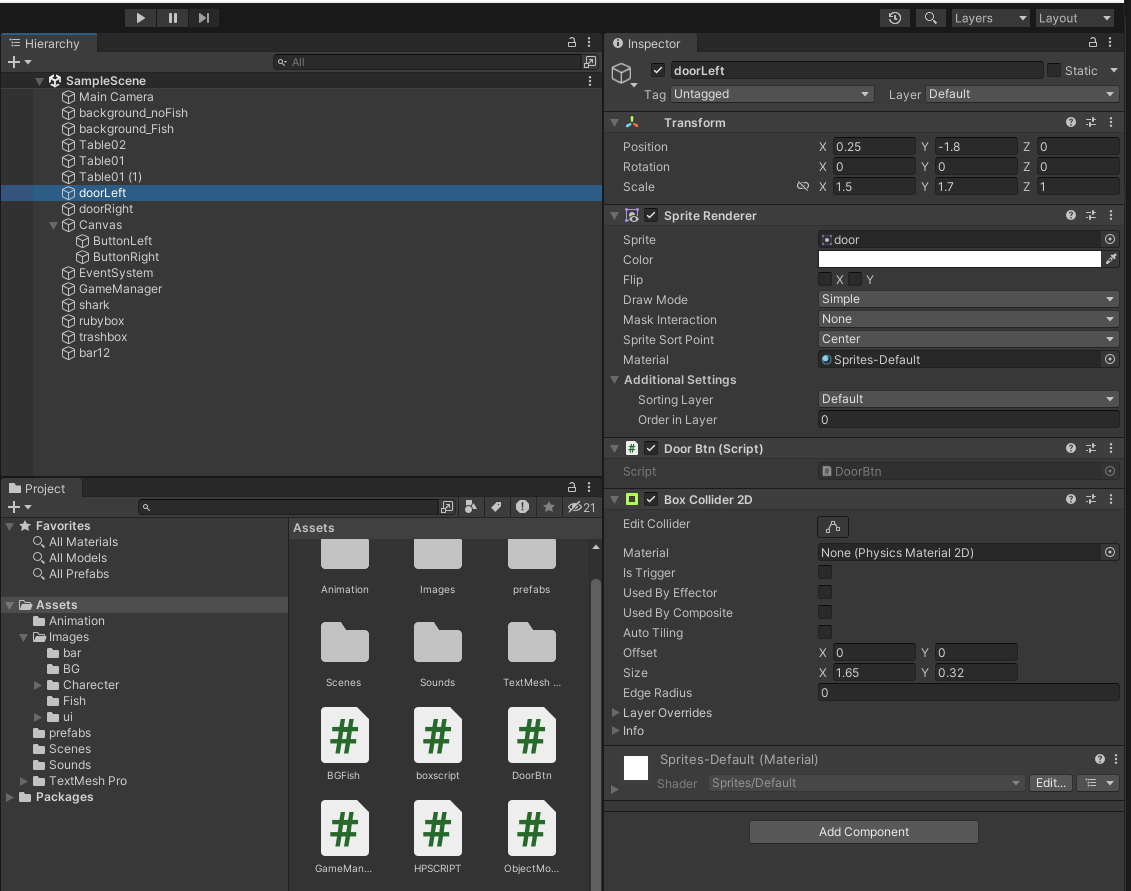 Layers
Layout
Hierarchy
All
SampleScene
Main Camera
background_noFish
background_Fish
Table02
Table01
Table01 (1)
doorLeft
doorRight
Canvas
ButtonLeft
ButtonRight
EventSystem
GameManager
shark
rubybox
trashbox
bar12
Project
21
Favorites
All Materials
All Models
All Prefabs
Assets
Animation
Images
bar
BG
Charecter
Fish
ui
prefabs
Scenes
Sounds
TextMesh Pro
Packages
Assets
Animation
Images
prefabs
Scenes
Sounds
TextMesh ...
BGFish
boxscript
DoorBtn
GameMan...
HPSCRIPT
ObjectMo...
Inspector
doorLeft
Static
Tag Untagged Layer Default
Transform
Position X 0.25 Y -1.8 Z 0
Rotation X 0 Y 0 Z 0
Scale X 1.5 Y 1.7 Z 1
Sprite Renderer
Sprite door
Color
Flip X Y
Draw Mode Simple
Mask Interaction None
Sprite Sort Point Center
Material Sprites-Default
Additional Settings
Sorting Layer Default
Order in Layer 0
# Door Btn (Script)
Script DoorBtn
Box Collider 2D
Edit Collider
Material None (Physics Material 2D)
Is Trigger
Used By Effector
Used By Composite
Auto Tiling
Offset X 0 Y 0
Size X 1.65 Y 0.32
Edge Radius 0
Layer Overrides
Info
Sprites-Default (Material)
Shader Sprites/Default Edit...
Add Component